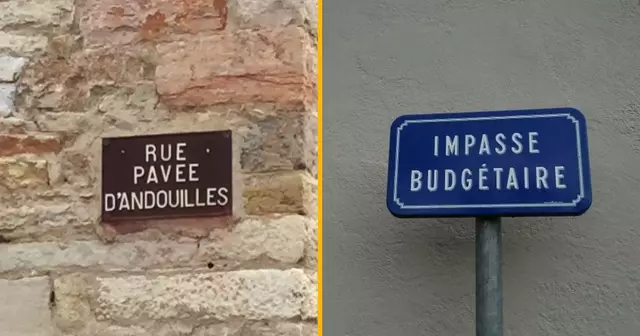 RUE
PAVEE
D'ANDOUILLES
IMPASSE
BUDGÉTAIRE